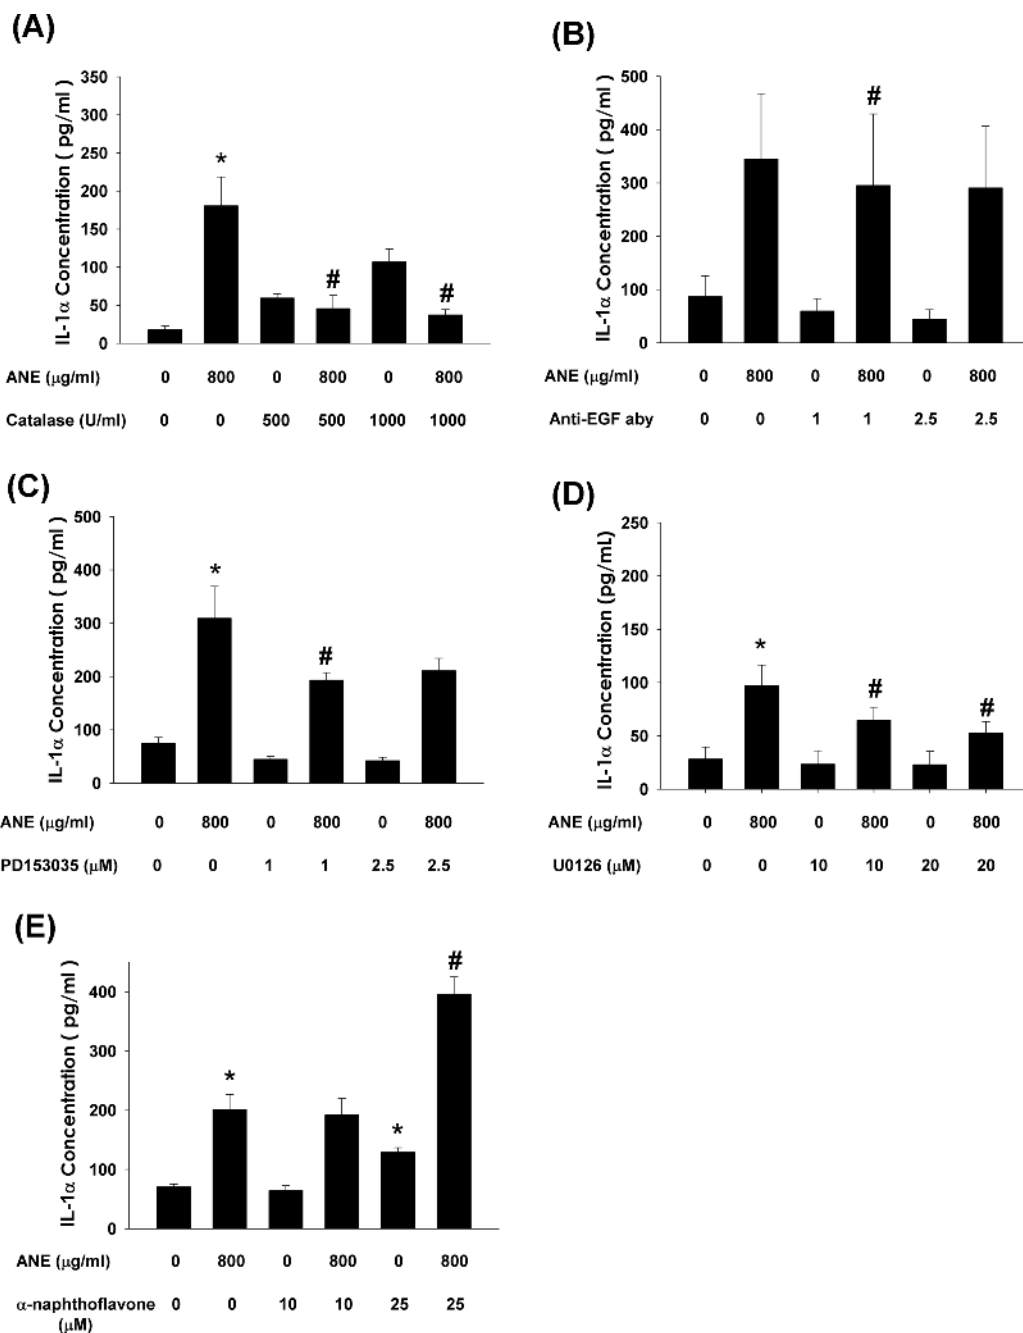 (A)
IL-1α Concentration ( pg/ml )
350
300
250
200
150
100
50
0
*
#
#
ANE (μg/ml) 0 800 0 800 0 800
Catalase (U/ml) 0 0 500 500 1000 1000
(B)
IL-1α Concentration ( pg/ml )
500
400
300
200
100
0
#
ANE (μg/ml) 0 800 0 800 0 800
Anti-EGF aby 0 0 1 1 2.5 2.5
(C)
IL-1α Concentration ( pg/ml )
500
400
300
200
100
0
*
#
ANE (μg/ml) 0 800 0 800 0 800
PD153035 (μM) 0 0 1 1 2.5 2.5
(D)
IL-1α Concentration (pg/mL)
250
200
150
100
50
0
*
#
#
ANE (μg/ml) 0 800 0 800 0 800
U0126 (μM) 0 0 10 10 20 20
(E)
IL-1α Concentration ( pg/ml )
400
300
200
100
0
*
*
#
ANE (μg/ml) 0 800 0 800 0 800
α-naphthoflavone 0 0 10 10 25 25
(μM)